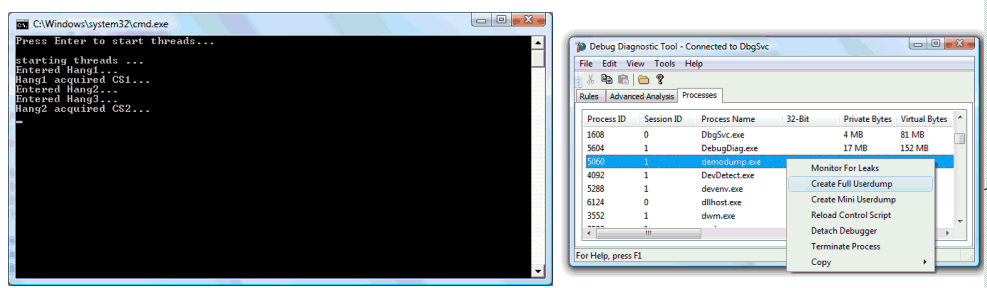 C:\Windows\system32\cmd.exe
Press Enter to start threads...
starting threads ...
Entered Hang1...
Hang1 acquired CS1...
Entered Hang2...
Entered Hang3...
Hang2 acquired CS2...
Debug Diagnostic Tool - Connected to DbgSvc
File Edit View Tools Help
Rules Advanced Analysis Processes
Process ID Session ID Process Name 32-Bit Private Bytes Virtual Bytes
1608 0 DbgSvc.exe 4 MB 81 MB
5604 1 DebugDiag.exe 17 MB 152 MB
5060 1 demodump.exe
4092 1 DevDetect.exe
5288 1 devenv.exe
6124 0 dllhost.exe
3552 1 dwm.exe
Monitor For Leaks
Create Full Userdump
Create Mini Userdump
Reload Control Script
Detach Debugger
Terminate Process
Copy
For Help, press F1